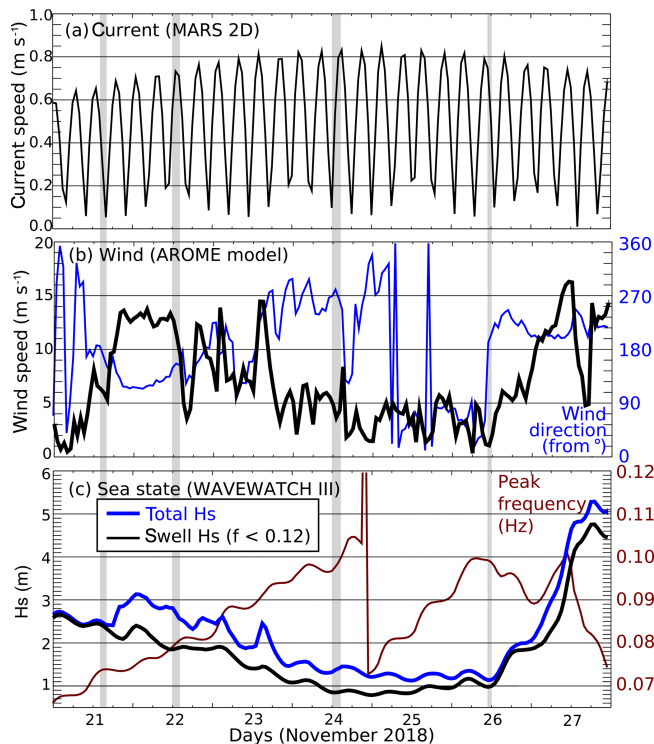 1.0
0.8
0.6
0.4
0.2
0.0
Current speed (m s⁻¹)
(a) Current (MARS 2D)
20
15
10
5
0
Wind speed (m s⁻¹)
(b) Wind (AROME model)
360
270
180
90
0
Wind
direction
(from °)
6
5
4
3
2
1
Hs (m)
(c) Sea state (WAVEWATCH III)
Total Hs
Swell Hs (f < 0.12)
Peak
frequency
(Hz)
0.12
0.11
0.10
0.09
0.08
0.07
21 22 23 24 25 26 27
Days (November 2018)